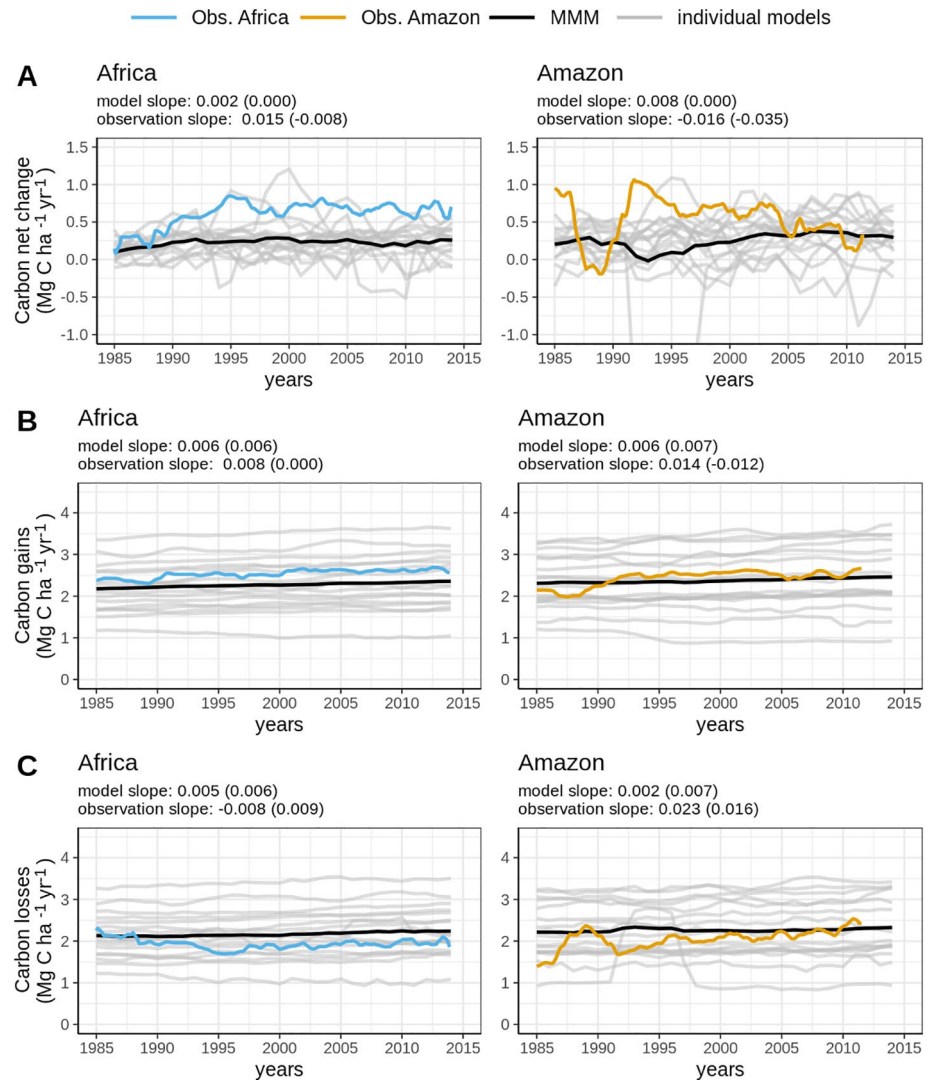 Obs. Africa Obs. Amazon MMM individual models
A
Africa
model slope: 0.002 (0.000)
observation slope:  0.015 (-0.008)
Carbon net change
(Mg C ha -1 yr-1 )
1.5
1.0
0.5
0.0
-0.5
-1.0
1985 1990 1995 2000 2005 2010 2015
years
Amazon
model slope: 0.008 (0.000)
observation slope: -0.016 (-0.035)
1.5
1.0
0.5
0.0
-0.5
-1.0
1985 1990 1995 2000 2005 2010 2015
years
B
Africa
model slope: 0.006 (0.006)
observation slope:  0.008 (0.000)
Carbon gains
(Mg C ha -1 yr-1 )
4
3
2
1
0
1985 1990 1995 2000 2005 2010 2015
years
Amazon
model slope: 0.006 (0.007)
observation slope: 0.014 (-0.012)
4
3
2
1
0
1985 1990 1995 2000 2005 2010 2015
years
C
Africa
model slope: 0.005 (0.006)
observation slope: -0.008 (0.009)
Carbon losses
(Mg C ha -1 yr-1 )
4
3
2
1
0
1985 1990 1995 2000 2005 2010 2015
years
Amazon
model slope: 0.002 (0.007)
observation slope: 0.023 (0.016)
4
3
2
1
0
1985 1990 1995 2000 2005 2010 2015
years